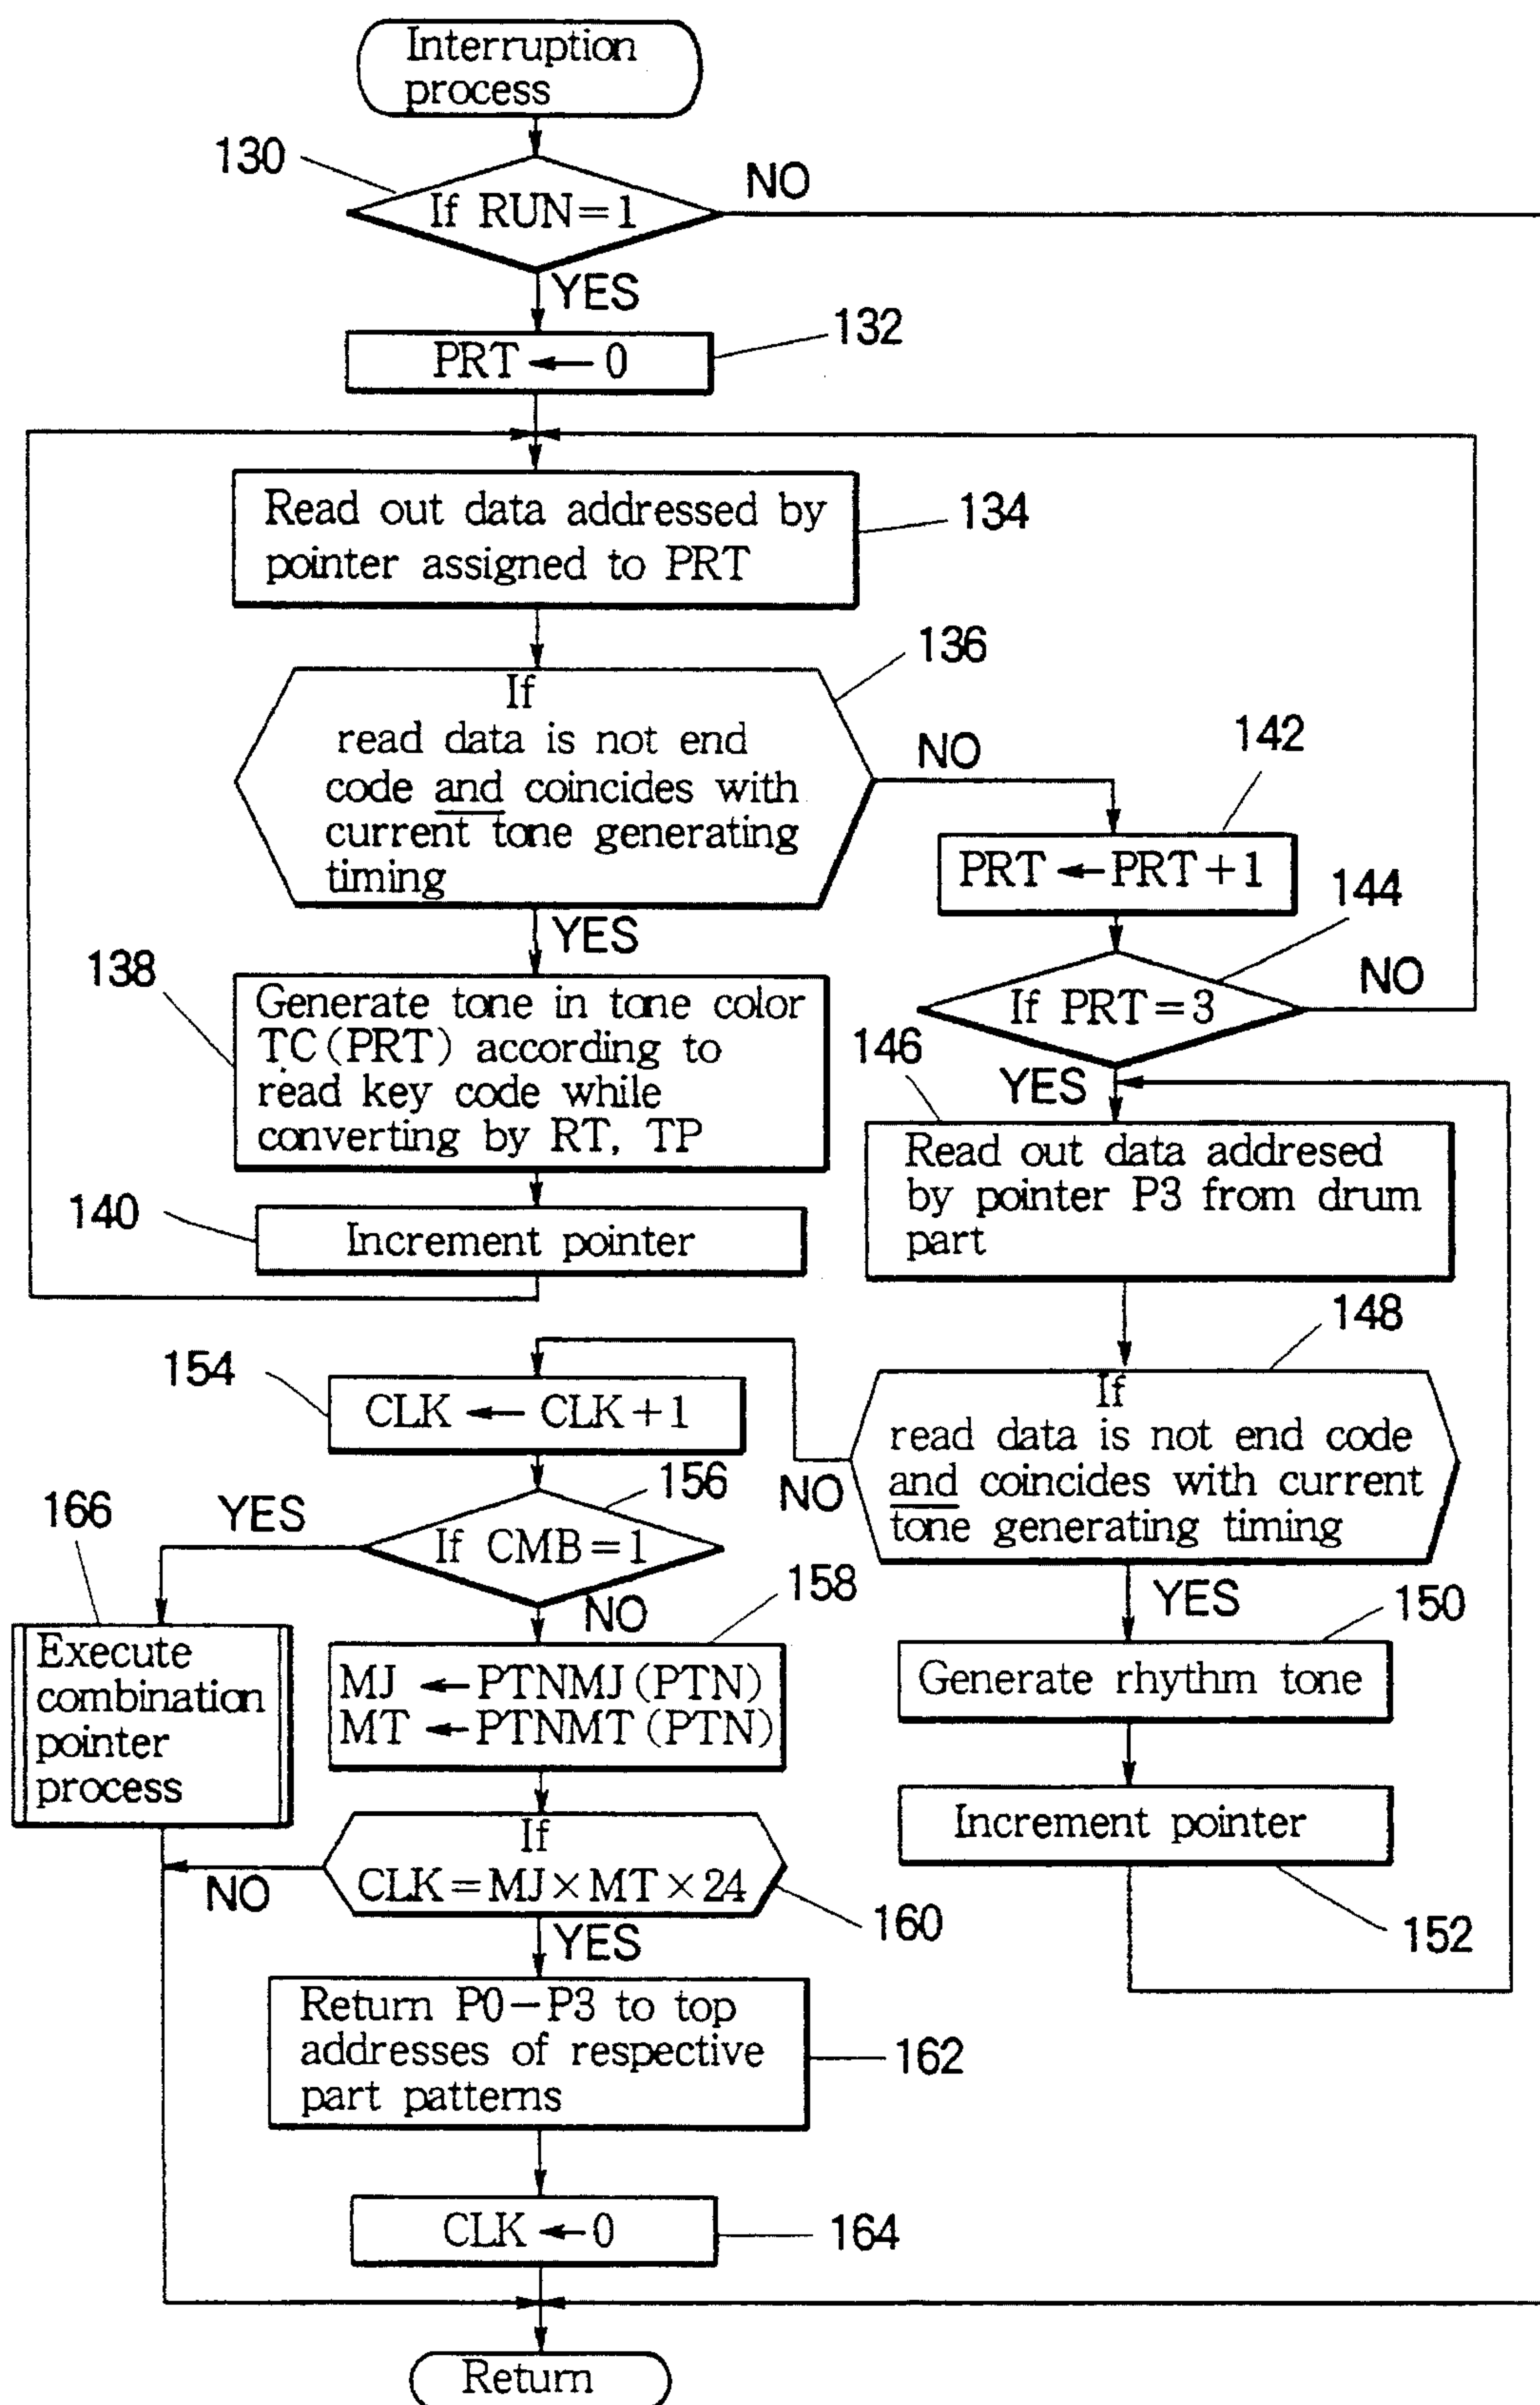 Interruption
process
130
If RUN=1
NO
YES
PRT ← 0
132
Read out data addressed by
pointer assigned to PRT
134
136
If
read data is not end
code and coincides with
current tone generating
timing
NO
142
PRT ← PRT+1
YES
144
138
Generate tone in tone color
TC(PRT) according to
read key code while
converting by RT, TP
If PRT=3
NO
YES
146
Read out data addresed
by pointer P3 from drum
part
140
Increment pointer
148
If
read data is not end code
and coincides with current
tone generating timing
NO
154
CLK ← CLK+1
156
If CMB=1
YES
166
Execute
combination
pointer
process
NO
158
MJ ← PTNMJ(PTN)
MT ← PTNMT(PTN)
YES
150
Generate rhythm tone
Increment pointer
152
If
CLK=MJ×MT×24
NO
160
YES
Return P0-P3 to top
addresses of respective
part patterns
162
CLK ← 0
164
Return